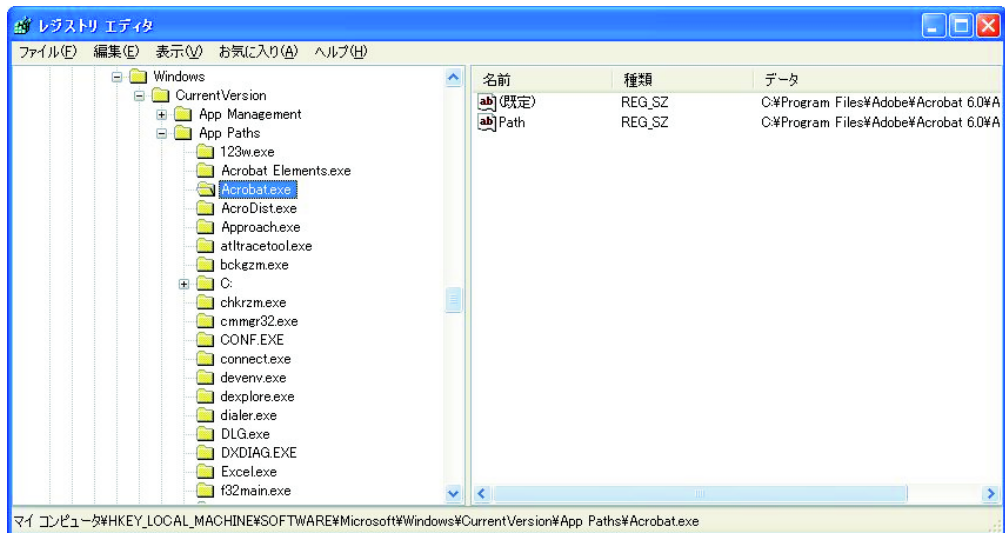 レジストリ エディタ
ファイル(F) 編集(E) 表示(V) お気に入り(A) ヘルプ(H)
Windows
CurrentVersion
App Management
App Paths
123w.exe
Acrobat Elements.exe
Acrobat.exe
AcroDist.exe
Approach.exe
atltracetool.exe
bckgzm.exe
C:
chkrzm.exe
cmmgr32.exe
CONF.EXE
connect.exe
devenv.exe
dexplore.exe
dialer.exe
DLG.exe
DXDIAG.EXE
Excel.exe
f32main.exe
名前 種類 データ
ab (既定) REG_SZ C:¥Program Files¥Adobe¥Acrobat 6.0¥A
ab Path REG_SZ C:¥Program Files¥Adobe¥Acrobat 6.0¥A
マイ コンピュータ¥HKEY_LOCAL_MACHINE¥SOFTWARE¥Microsoft¥Windows¥CurrentVersion¥App Paths¥Acrobat.exe